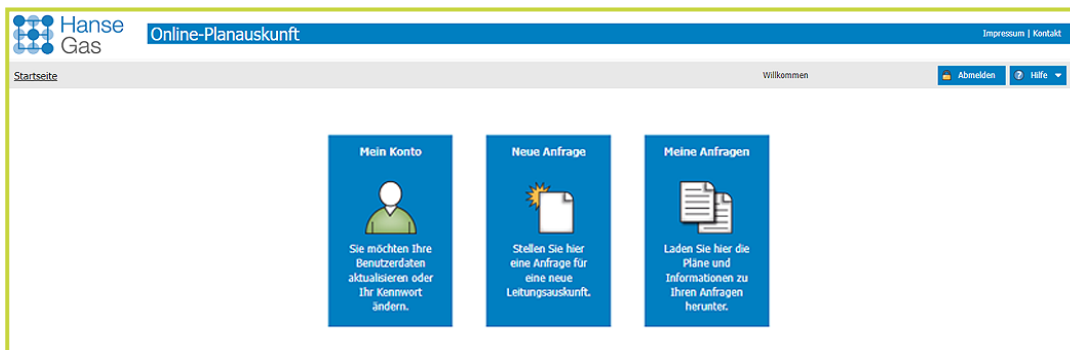 Hanse
Gas
Online-Planauskunft
Impressum | Kontakt
Startseite
Willkommen
Abmelden
Hilfe
Mein Konto
Sie möchten Ihre
Benutzerdaten
aktualisieren oder
Ihr Kennwort
ändern.
Neue Anfrage
Stellen Sie hier
eine Anfrage für
eine neue
Leitungsauskunft.
Meine Anfragen
Laden Sie hier die
Pläne und
Informationen zu
Ihren Anfragen
herunter.